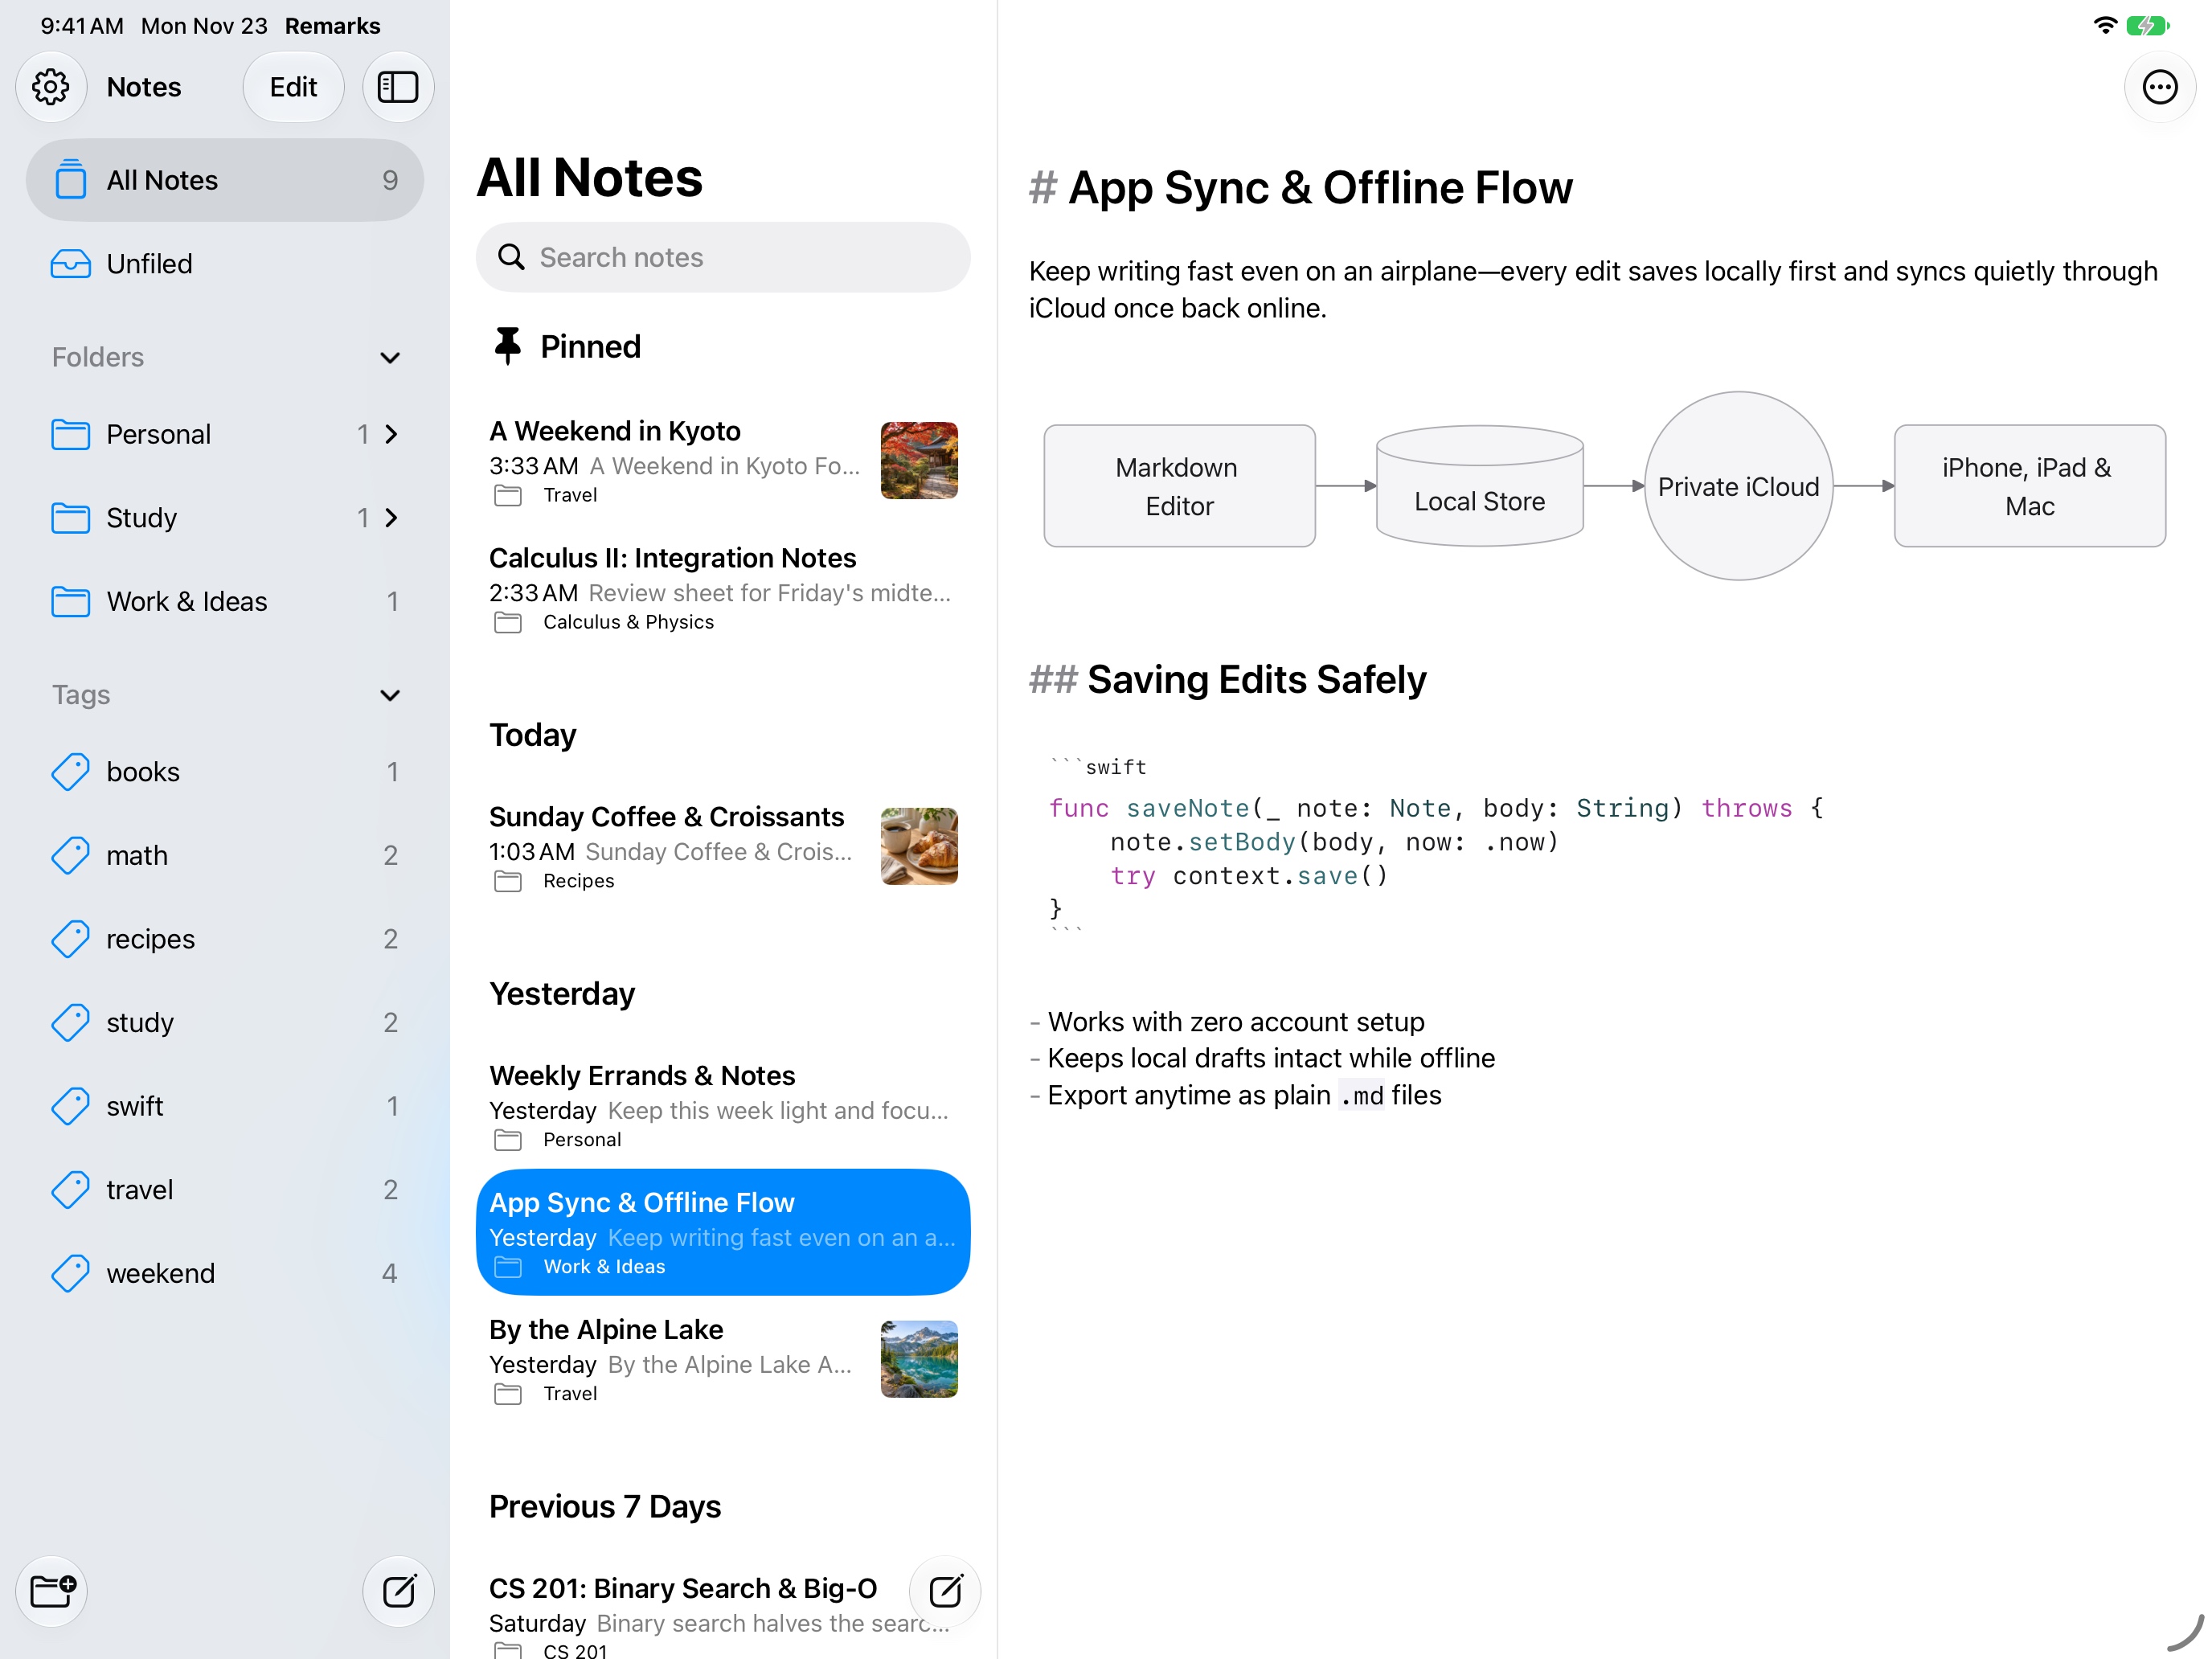 9:41 AM Mon Nov 23 Remarks
Notes
Edit
All Notes 9
Unfiled
Folders
Personal 1
Study 1
Work & Ideas 1
Tags
books 1
math 2
recipes 2
study 2
swift 1
travel 2
weekend 4
All Notes
Search notes
Pinned
A Weekend in Kyoto
3:33 AM A Weekend in Kyoto Fo...
Travel
Calculus II: Integration Notes
2:33 AM Review sheet for Friday's midte...
Calculus & Physics
Today
Sunday Coffee & Croissants
1:03 AM Sunday Coffee & Crois...
Recipes
Yesterday
Weekly Errands & Notes
Yesterday Keep this week light and focu...
Personal
App Sync & Offline Flow
Yesterday Keep writing fast even on an a...
Work & Ideas
By the Alpine Lake
Yesterday By the Alpine Lake A...
Travel
Previous 7 Days
CS 201: Binary Search & Big-O
Saturday Binary search halves the searc...
CS 201
# App Sync & Offline Flow
Keep writing fast even on an airplane—every edit saves locally first and syncs quietly through
iCloud once back online.
Markdown
Editor
Local Store
Private iCloud
iPhone, iPad &
Mac
## Saving Edits Safely
```swift
func saveNote(_ note: Note, body: String) throws {
    note.setBody(body, now: .now)
    try context.save()
}
```
- Works with zero account setup
- Keeps local drafts intact while offline
- Export anytime as plain .md files